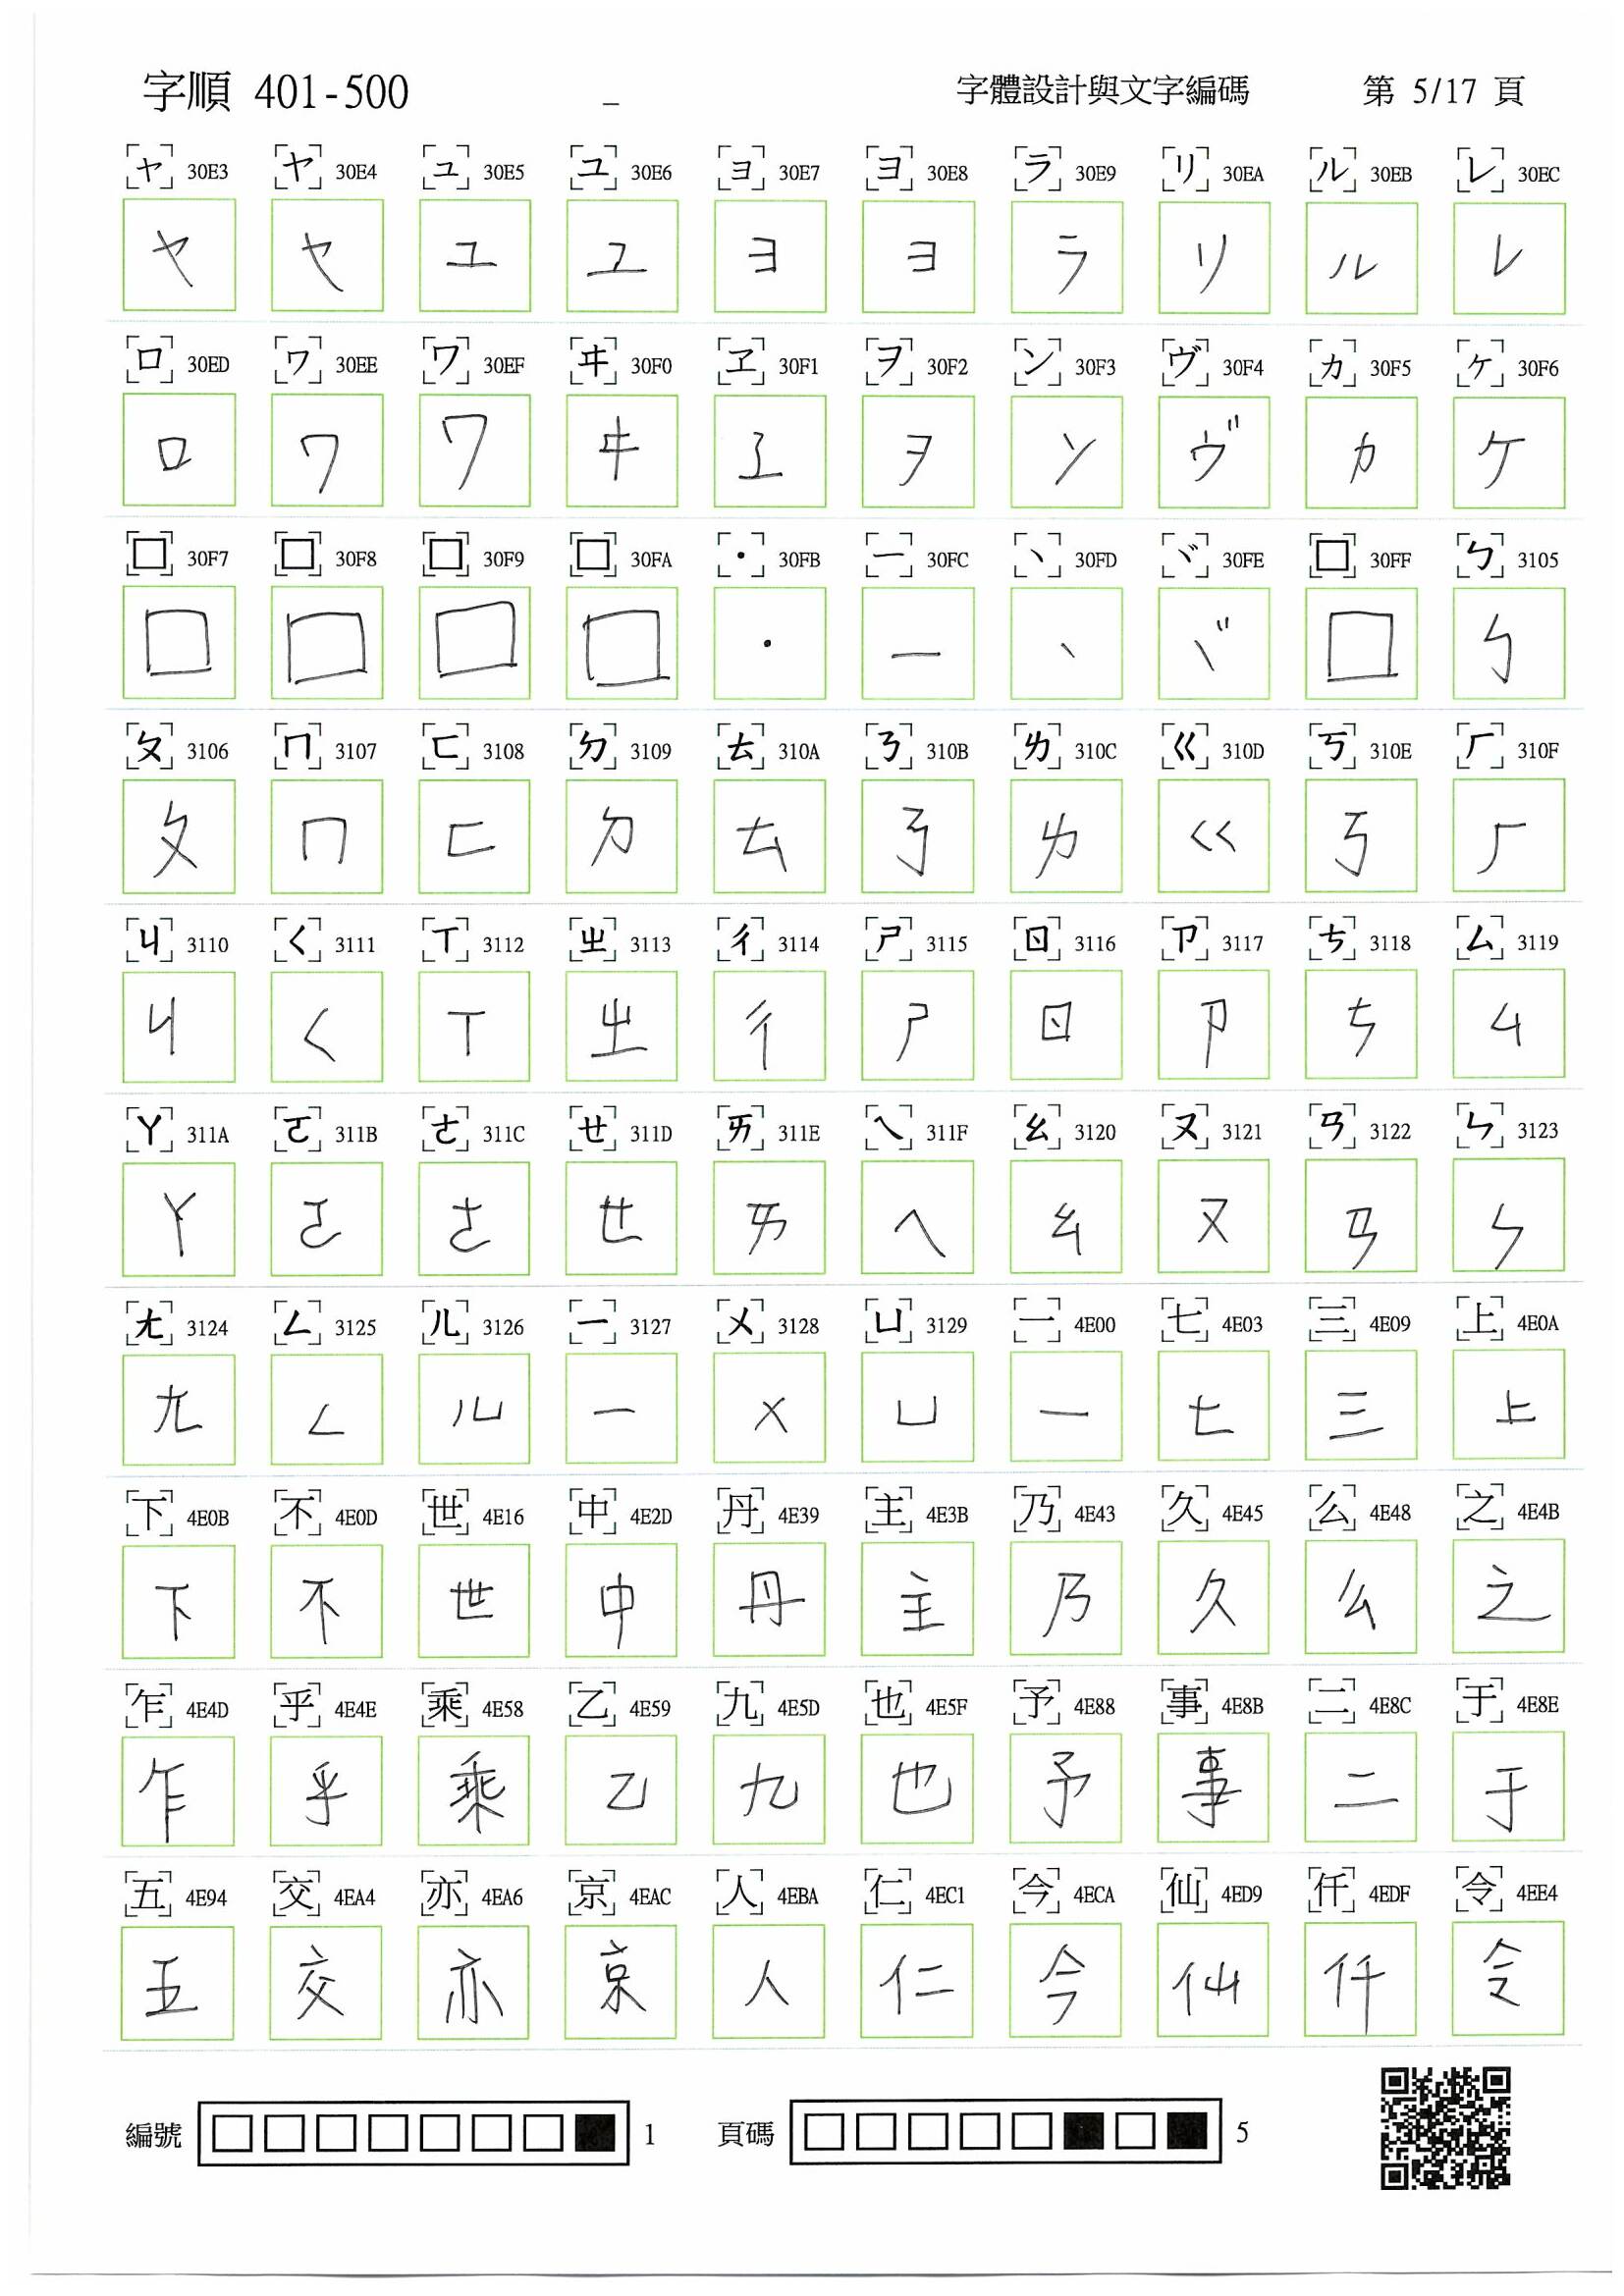 字順 401-500 _ 字體設計與文字編碼 第 5/17 頁
ャ 30E3 ヤ 30E4 ュ 30E5 ユ 30E6 ョ 30E7 ヨ 30E8 ラ 30E9 リ 30EA ル 30EB レ 30EC
ャ ヤ ュ ユ ョ ヨ ラ リ ル レ
ロ 30ED ヮ 30EE ワ 30EF ヰ 30F0 ヱ 30F1 ヲ 30F2 ン 30F3 ヴ 30F4 ヵ 30F5 ヶ 30F6
ロ ヮ ワ ヰ ヱ ヲ ン ヴ ヵ ヶ
□ 30F7 □ 30F8 □ 30F9 □ 30FA ・ 30FB ー 30FC ヽ 30FD ヾ 30FE □ 30FF ㄅ 3105
□ □ □ □ ・ ー ヽ ヾ □ ㄅ
ㄆ 3106 ㄇ 3107 ㄈ 3108 ㄉ 3109 ㄊ 310A ㄋ 310B ㄌ 310C ㄍ 310D ㄎ 310E ㄏ 310F
ㄆ ㄇ ㄈ ㄉ ㄊ ㄋ ㄌ ㄍ ㄎ ㄏ
ㄐ 3110 ㄑ 3111 ㄒ 3112 ㄓ 3113 ㄔ 3114 ㄕ 3115 ㄖ 3116 ㄗ 3117 ㄘ 3118 ㄙ 3119
ㄐ ㄑ ㄒ ㄓ ㄔ ㄕ ㄖ ㄗ ㄘ ㄙ
ㄚ 311A ㄛ 311B ㄜ 311C ㄝ 311D ㄞ 311E ㄟ 311F ㄠ 3120 ㄡ 3121 ㄢ 3122 ㄣ 3123
ㄚ ㄛ ㄜ ㄝ ㄞ ㄟ ㄠ ㄡ ㄢ ㄣ
ㄤ 3124 ㄥ 3125 ㄦ 3126 ㄧ 3127 ㄨ 3128 ㄩ 3129 一 4E00 七 4E03 三 4E09 上 4E0A
ㄤ ㄥ ㄦ ㄧ ㄨ ㄩ 一 七 三 上
下 4E0B 不 4E0D 世 4E16 中 4E2D 丹 4E39 主 4E3B 乃 4E43 久 4E45 么 4E48 之 4E4B
下 不 世 中 丹 主 乃 久 么 之
乍 4E4D 乎 4E4E 乘 4E58 乙 4E59 九 4E5D 也 4E5F 予 4E88 事 4E8B 二 4E8C 于 4E8E
乍 乎 乘 乙 九 也 予 事 二 于
五 4E94 交 4EA4 亦 4EA6 京 4EAC 人 4EBA 仁 4EC1 今 4ECA 仙 4ED9 仟 4EDF 令 4EE4
五 交 亦 京 人 仁 今 仙 仟 令
編號 □□□□□□□■ 1 頁碼 □□□□□■□■ 5